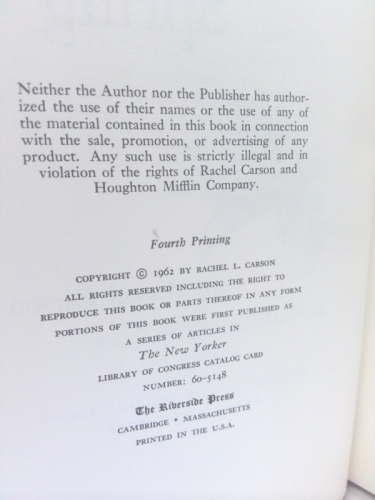 Neither the Author nor the Publisher has author-
ized the use of their names or the use of any of
the material contained in this book in connection
with the sale, promotion, or advertising of any
product. Any such use is strictly illegal and in
violation of the rights of Rachel Carson and
Houghton Mifflin Company.
Fourth Printing
COPYRIGHT © 1962 BY RACHEL L. CARSON
ALL RIGHTS RESERVED INCLUDING THE RIGHT TO
REPRODUCE THIS BOOK OR PARTS THEREOF IN ANY FORM
PORTIONS OF THIS BOOK WERE FIRST PUBLISHED AS
A SERIES OF ARTICLES IN
The New Yorker
LIBRARY OF CONGRESS CATALOG CARD
NUMBER: 60-5148
The Riverside Press
CAMBRIDGE • MASSACHUSETTS
PRINTED IN THE U.S.A.